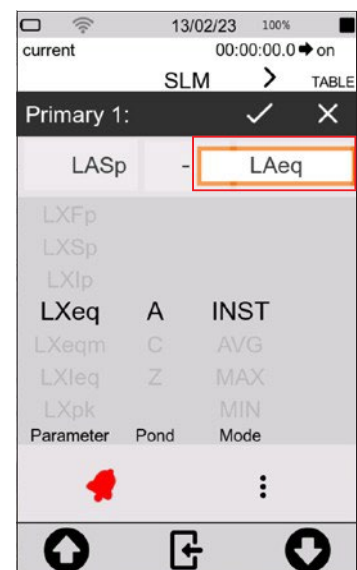 13/02/23 100%
current 00:00:00.0 on
SLM > TABLE
Primary 1:
LASp - LAeq
LXFp
LXSp
LXIp
LXeq A INST
LXeqm C AVG
LXIeq Z MAX
LXpk MIN
Parameter Pond Mode